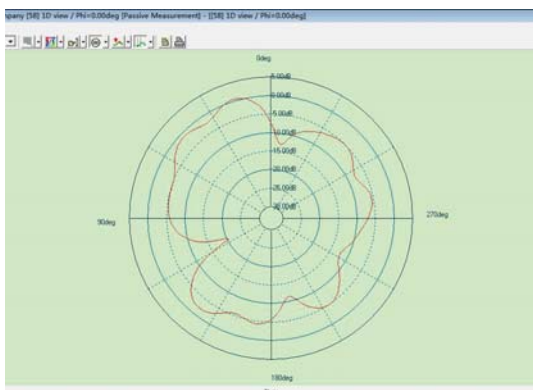 mpany [58] 1D view / Phi=0.00deg [Passive Measurement] - [[58] 1D view / Phi=0.00deg]
0deg
5.00dB
0.00dB
-5.00dB
-10.00dB
-15.00dB
-20.00dB
-25.00dB
-30.00dB
90deg
270deg
180deg